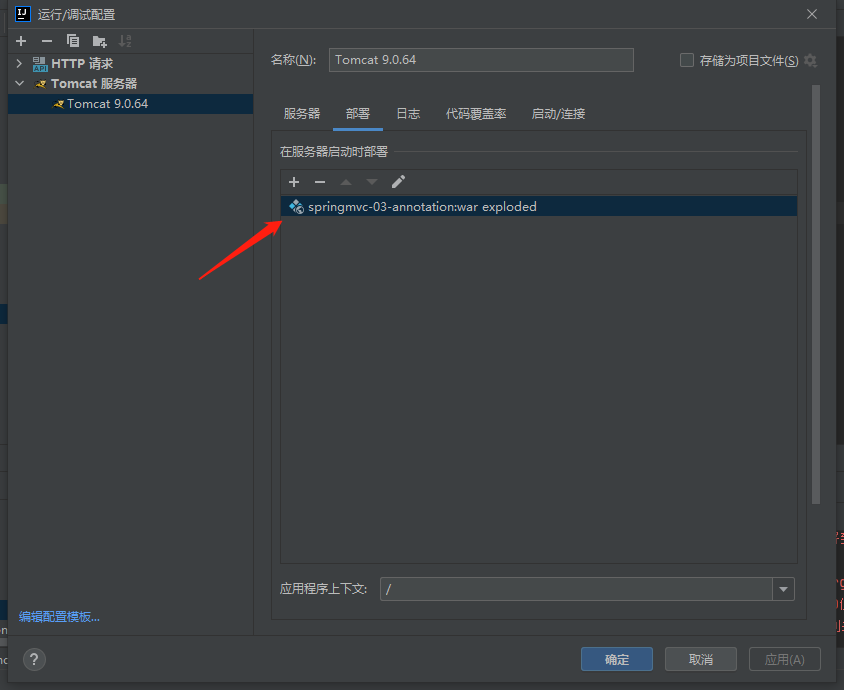 运行/调试配置
HTTP 请求
Tomcat 服务器
Tomcat 9.0.64
名称(N):
Tomcat 9.0.64
存储为项目文件(S)
服务器 部署 日志 代码覆盖率 启动/连接
在服务器启动时部署
springmvc-03-annotation:war exploded
应用程序上下文:
/
编辑配置模板...
?
确定 取消 应用(A)